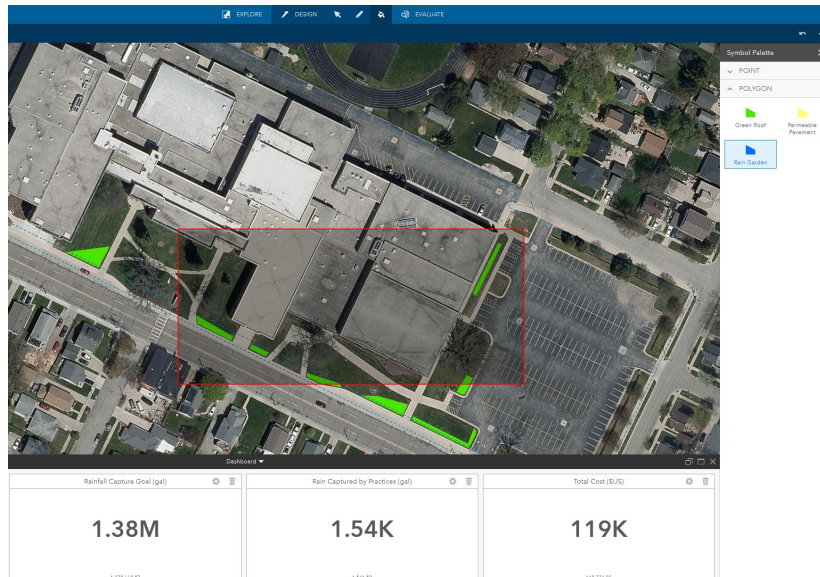 EXPLORE DESIGN EVALUATE
Symbol Palette
POINT
POLYGON
Green Roof
Permeable
Pavement
Rain Garden
Dashboard
Rainfall Capture Goal (gal)
1.38M
Rain Captured by Practices (gal)
1.54K
Total Cost ($US)
119K